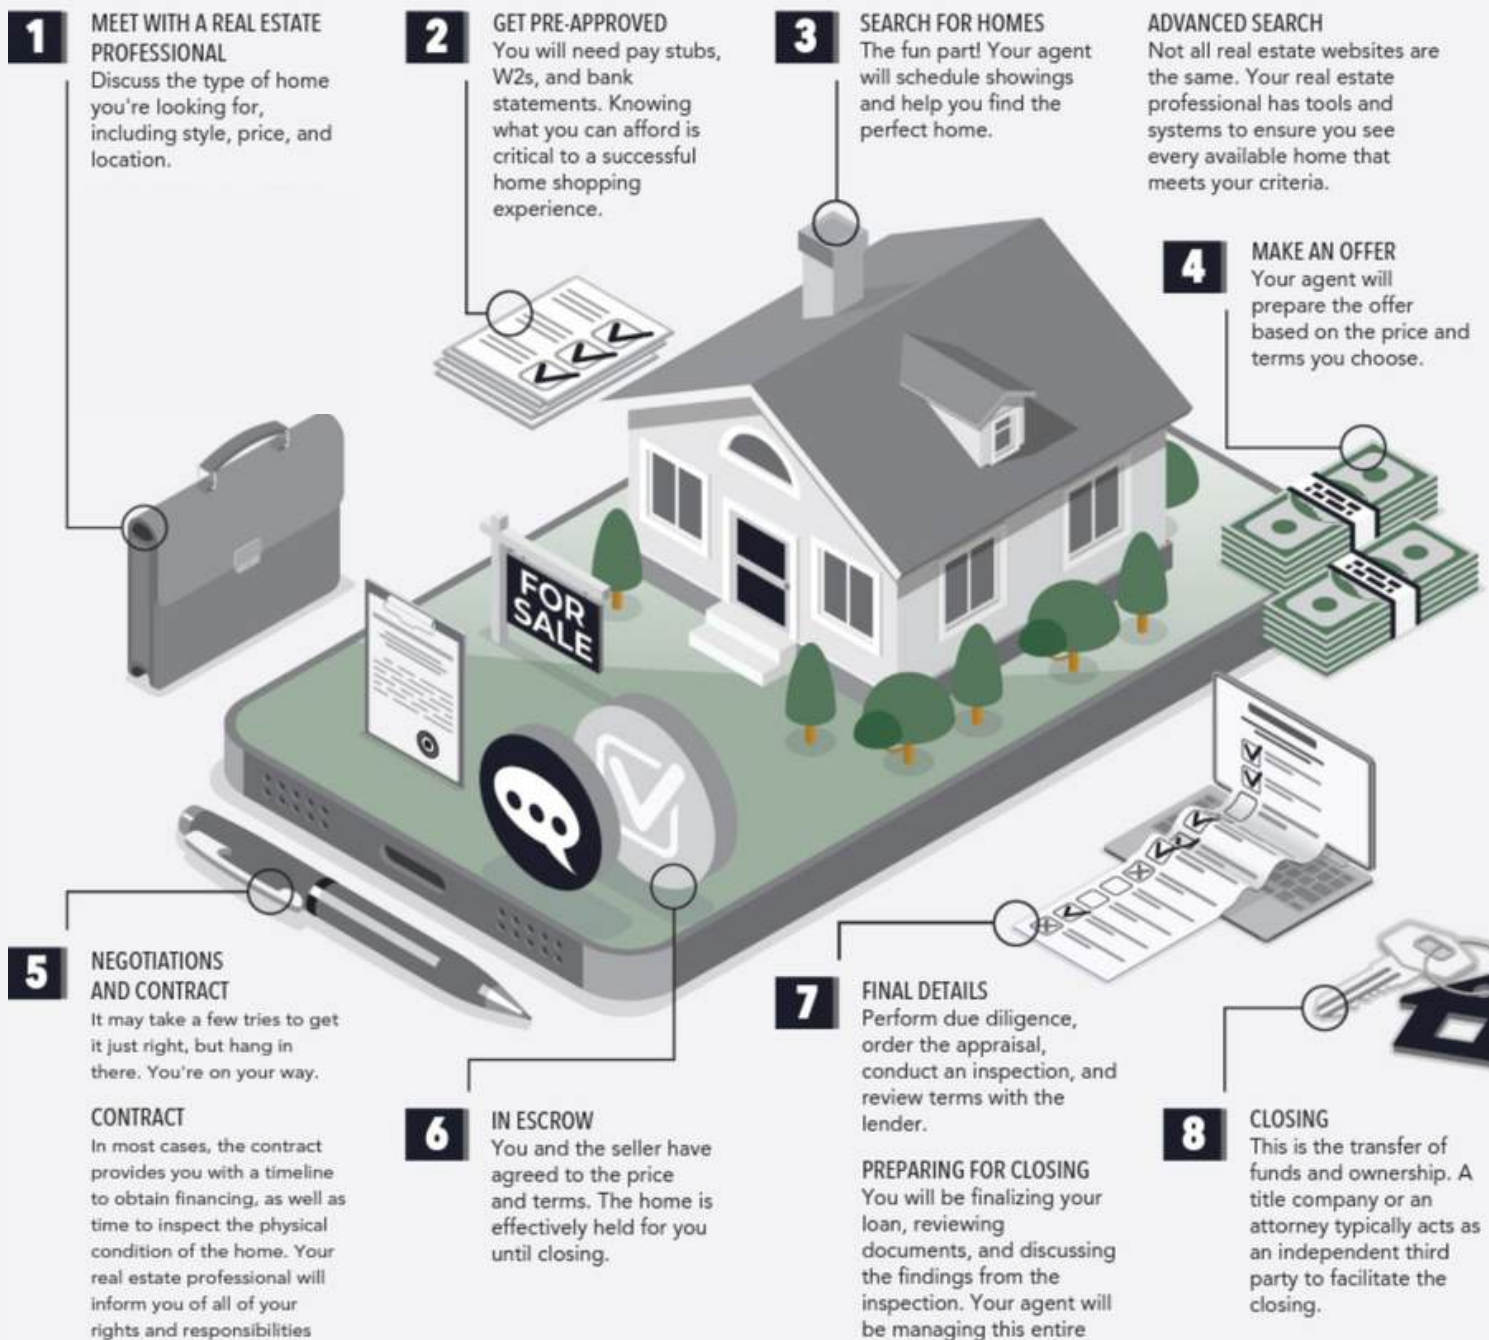 1
MEET WITH A REAL ESTATE
PROFESSIONAL
Discuss the type of home
you're looking for,
including style, price, and
location.
2
GET PRE-APPROVED
You will need pay stubs,
W2s, and bank
statements. Knowing
what you can afford is
critical to a successful
home shopping
experience.
3
SEARCH FOR HOMES
The fun part! Your agent
will schedule showings
and help you find the
perfect home.
ADVANCED SEARCH
Not all real estate websites are
the same. Your real estate
professional has tools and
systems to ensure you see
every available home that
meets your criteria.
4
MAKE AN OFFER
Your agent will
prepare the offer
based on the price and
terms you choose.
FOR
SALE
5
NEGOTIATIONS
AND CONTRACT
It may take a few tries to get
it just right, but hang in
there. You're on your way.
CONTRACT
In most cases, the contract
provides you with a timeline
to obtain financing, as well as
time to inspect the physical
condition of the home. Your
real estate professional will
inform you of all of your
rights and responsibilities
6
IN ESCROW
You and the seller have
agreed to the price
and terms. The home is
effectively held for you
until closing.
7
FINAL DETAILS
Perform due diligence,
order the appraisal,
conduct an inspection, and
review terms with the
lender.
PREPARING FOR CLOSING
You will be finalizing your
loan, reviewing
documents, and discussing
the findings from the
inspection. Your agent will
be managing this entire
8
CLOSING
This is the transfer of
funds and ownership. A
title company or an
attorney typically acts as
an independent third
party to facilitate the
closing.